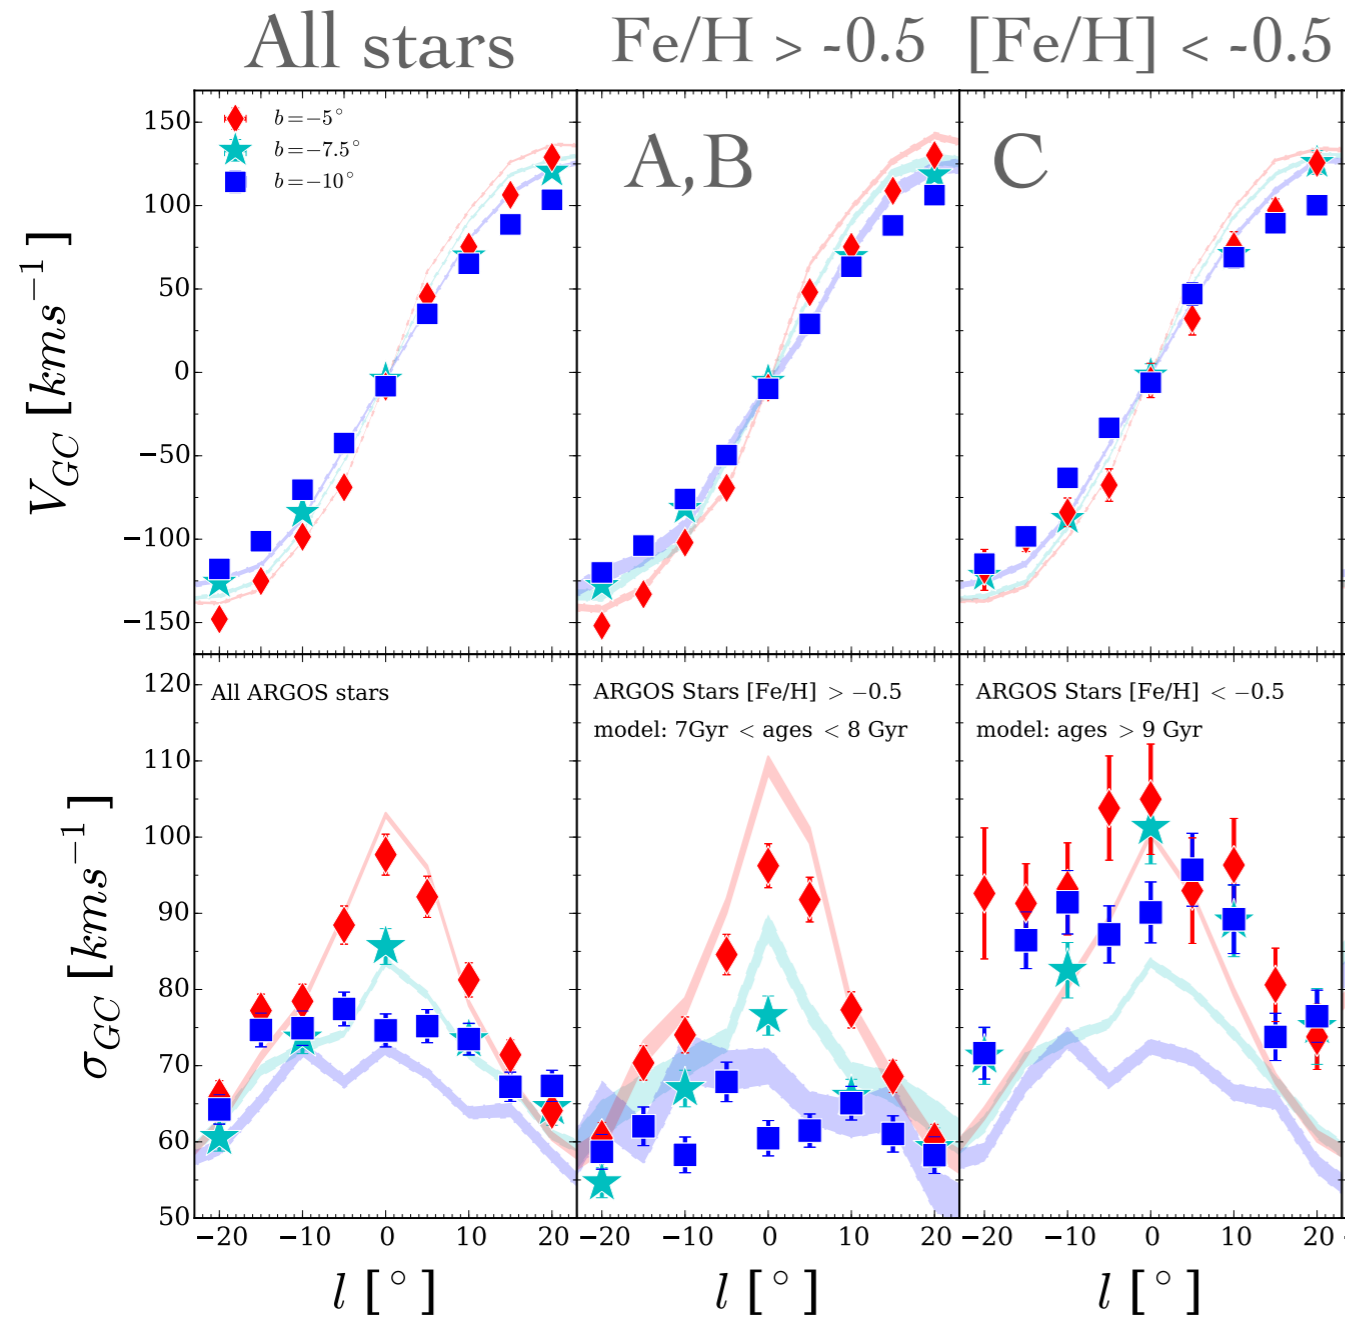 All stars
Fe/H > -0.5
[Fe/H] < -0.5
150
100
50
0
−50
−100
−150
V_GC [kms⁻¹]
b=−5°
b=−7.5°
b=−10°
A,B
C
120
110
100
90
80
70
60
50
σ_GC [kms⁻¹]
All ARGOS stars
ARGOS Stars [Fe/H] > −0.5
model: 7Gyr < ages < 8 Gyr
ARGOS Stars [Fe/H] < −0.5
model: ages > 9 Gyr
−20 −10 0 10 20
−20 −10 0 10 20
−20 −10 0 10 20
l [°]
l [°]
l [°]